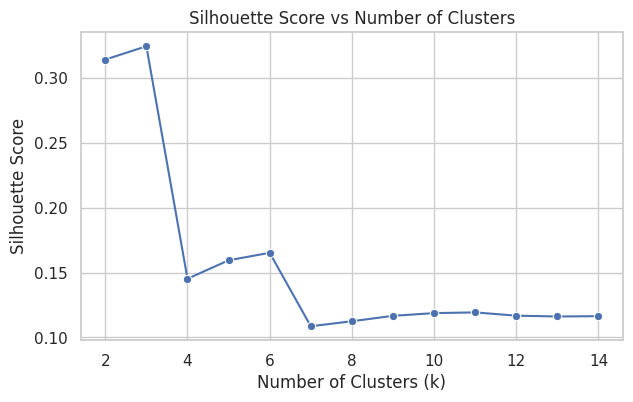 Silhouette Score vs Number of Clusters
Silhouette Score
0.30
0.25
0.20
0.15
0.10
2 4 6 8 10 12 14
Number of Clusters (k)